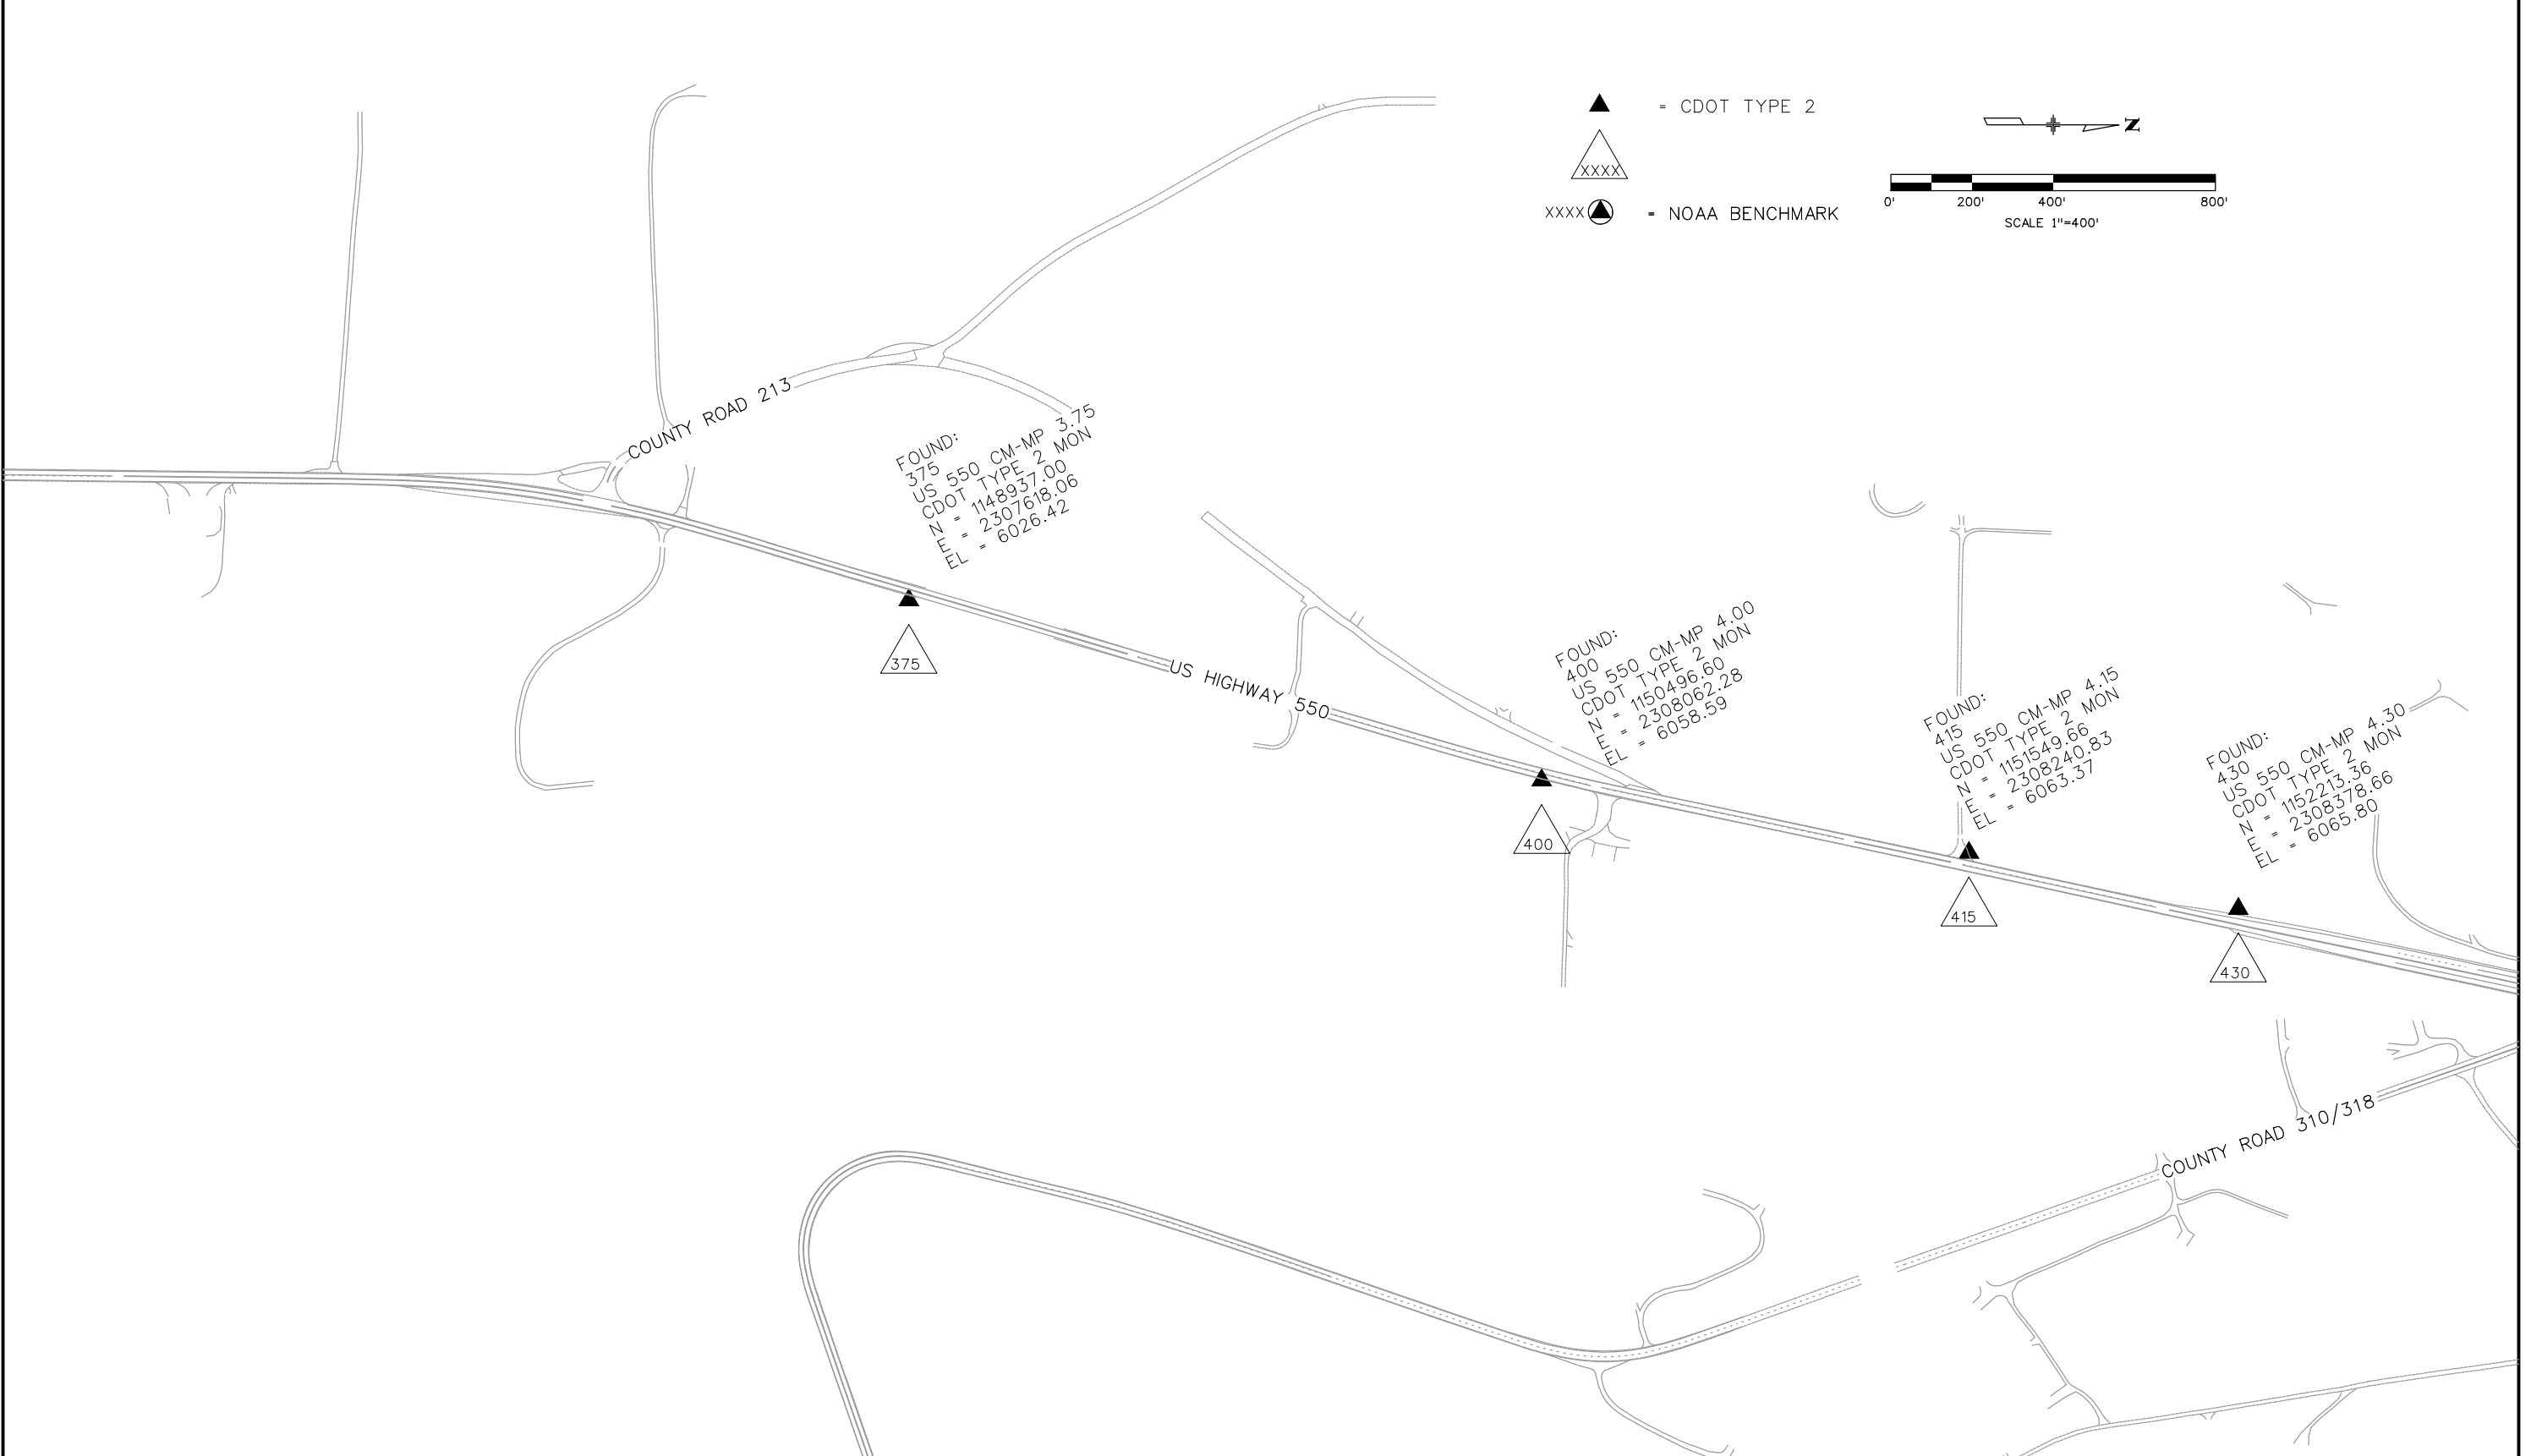 = CDOT TYPE 2
XXXX
XXXX = NOAA BENCHMARK
N
0' 200' 400' 800'
SCALE 1"=400'
COUNTY ROAD 213
FOUND:
375
US 550 CM-MP 3.75
CDOT TYPE 2 MON
N = 1148937.00
E = 2307618.06
EL = 6026.42
375
US HIGHWAY 550
FOUND:
400
US 550 CM-MP 4.00
CDOT TYPE 2 MON
N = 1150496.60
E = 2308062.28
EL = 6058.59
400
FOUND:
415
US 550 CM-MP 4.15
CDOT TYPE 2 MON
N = 1151549.66
E = 2308240.83
EL = 6063.37
415
FOUND:
430
US 550 CM-MP 4.30
CDOT TYPE 2 MON
N = 1152213.36
E = 2308378.66
EL = 6065.80
430
COUNTY ROAD 310/318